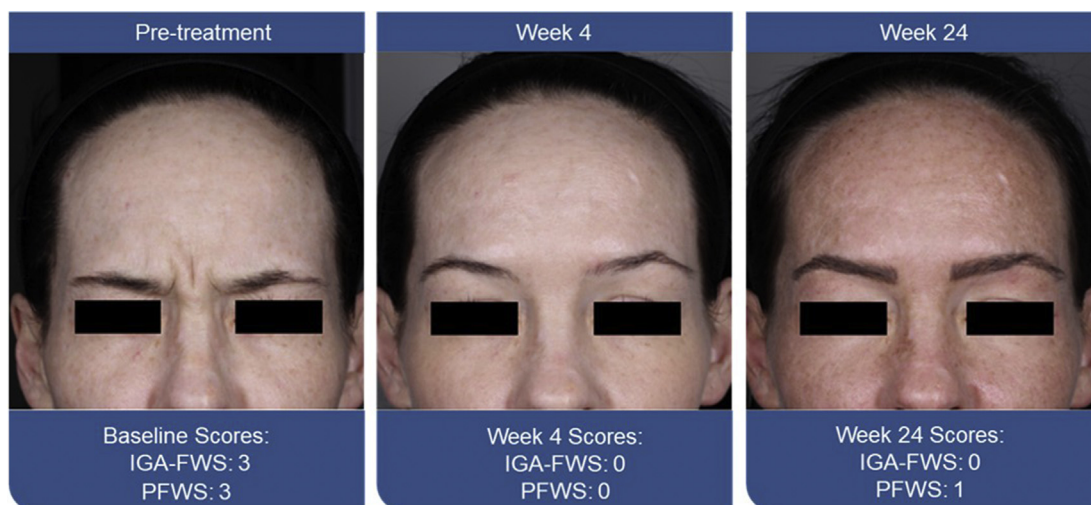 Pre-treatment
Week 4
Week 24
Baseline Scores:
IGA-FWS: 3
PFWS: 3
Week 4 Scores:
IGA-FWS: 0
PFWS: 0
Week 24 Scores:
IGA-FWS: 0
PFWS: 1